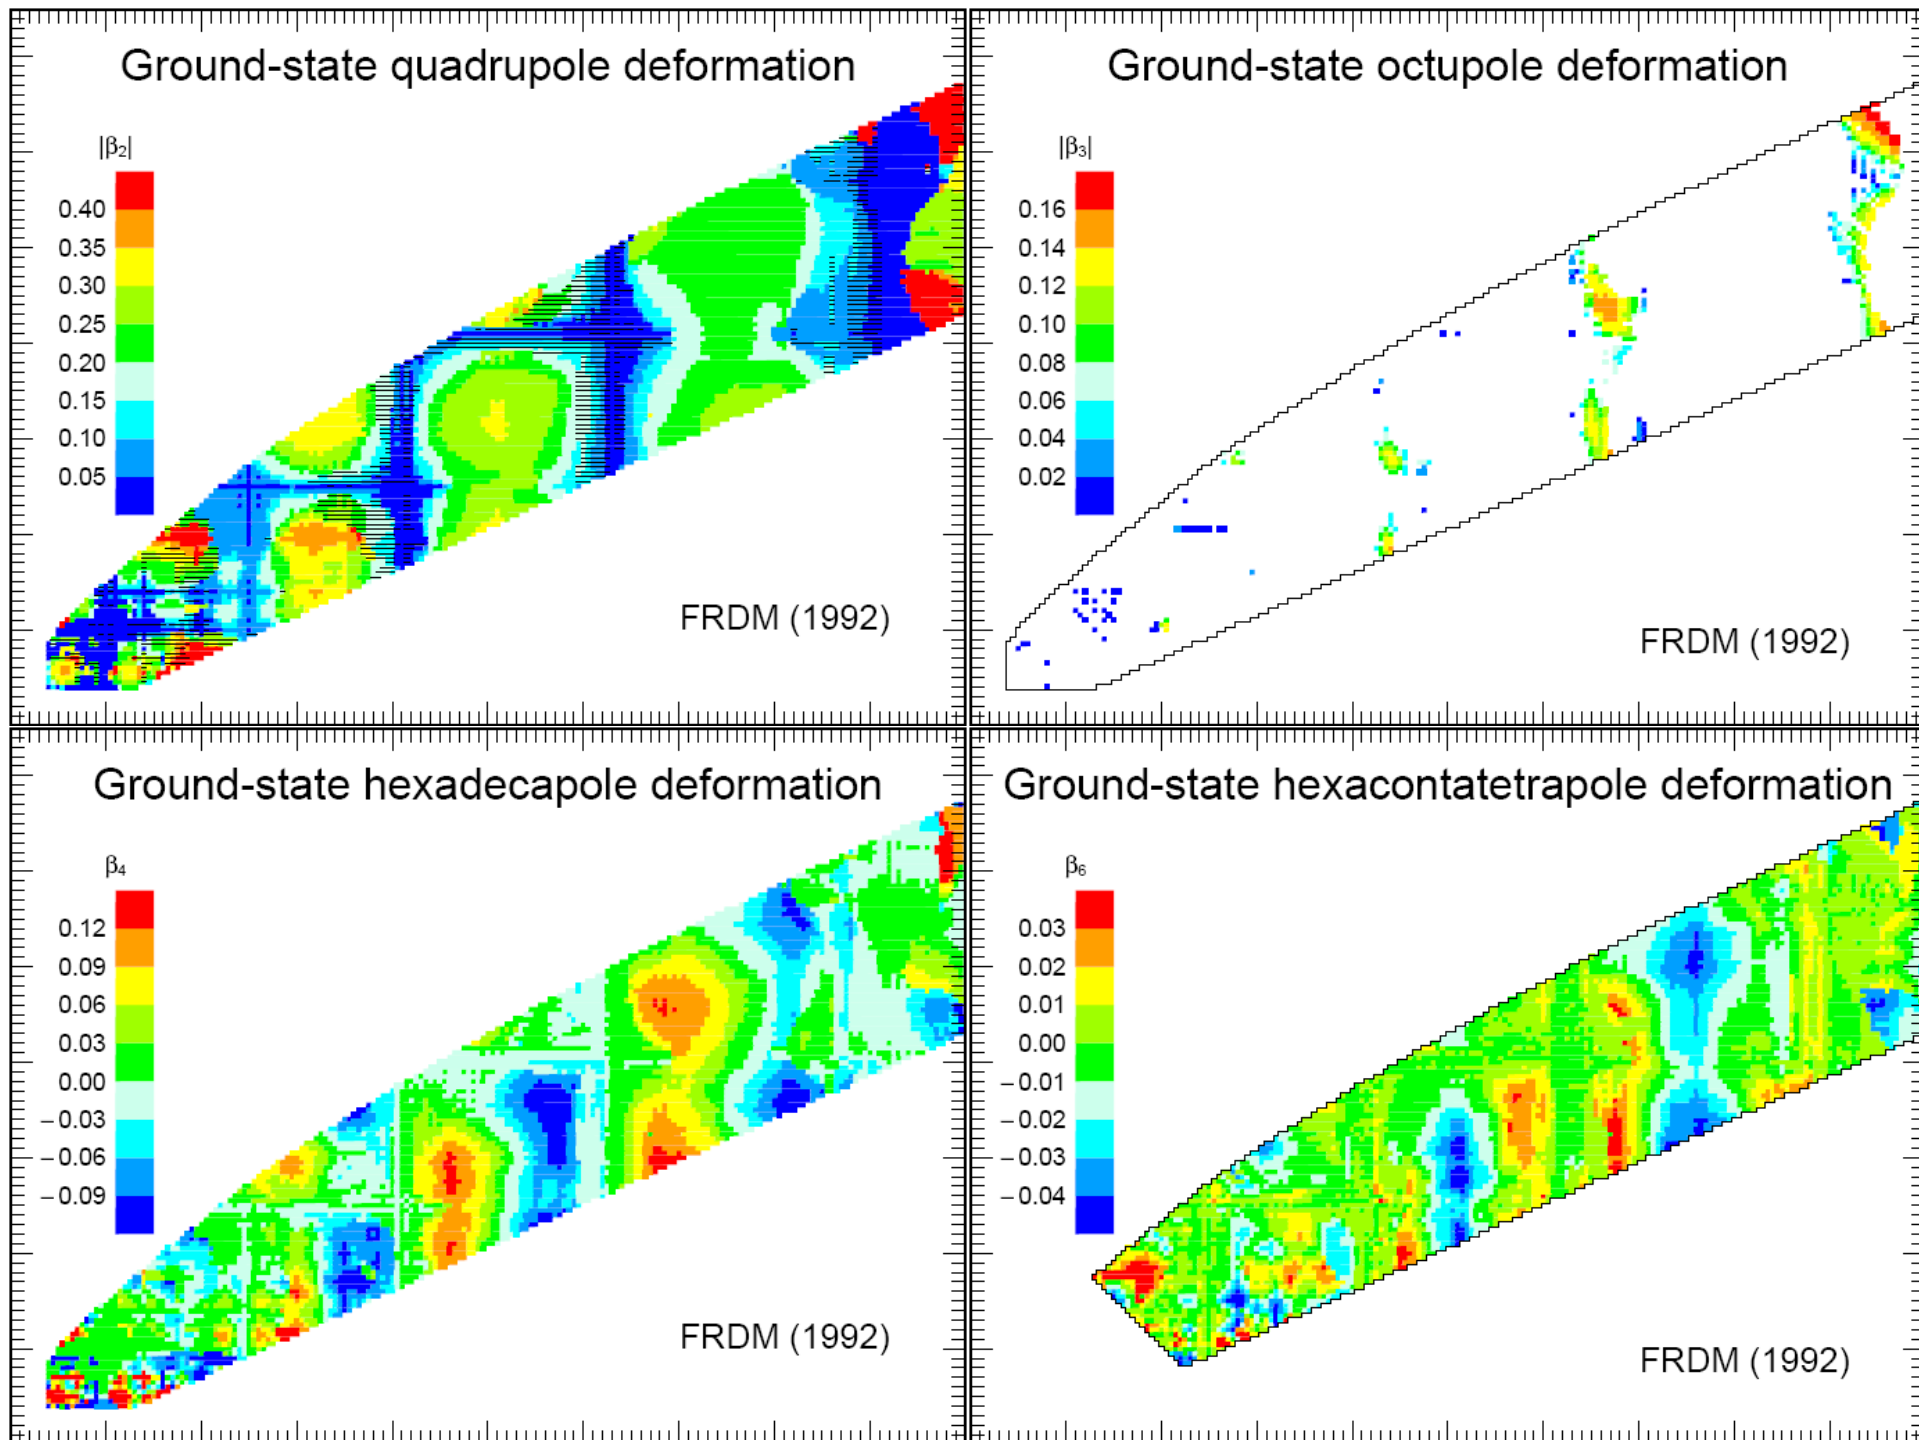 Ground-state quadrupole deformation
|β2|
0.40
0.35
0.30
0.25
0.20
0.15
0.10
0.05
FRDM (1992)
Ground-state octupole deformation
|β3|
0.16
0.14
0.12
0.10
0.08
0.06
0.04
0.02
FRDM (1992)
Ground-state hexadecapole deformation
β4
0.12
0.09
0.06
0.03
0.00
−0.03
−0.06
−0.09
FRDM (1992)
Ground-state hexacontatetrapole deformation
β6
0.03
0.02
0.01
0.00
−0.01
−0.02
−0.03
−0.04
FRDM (1992)